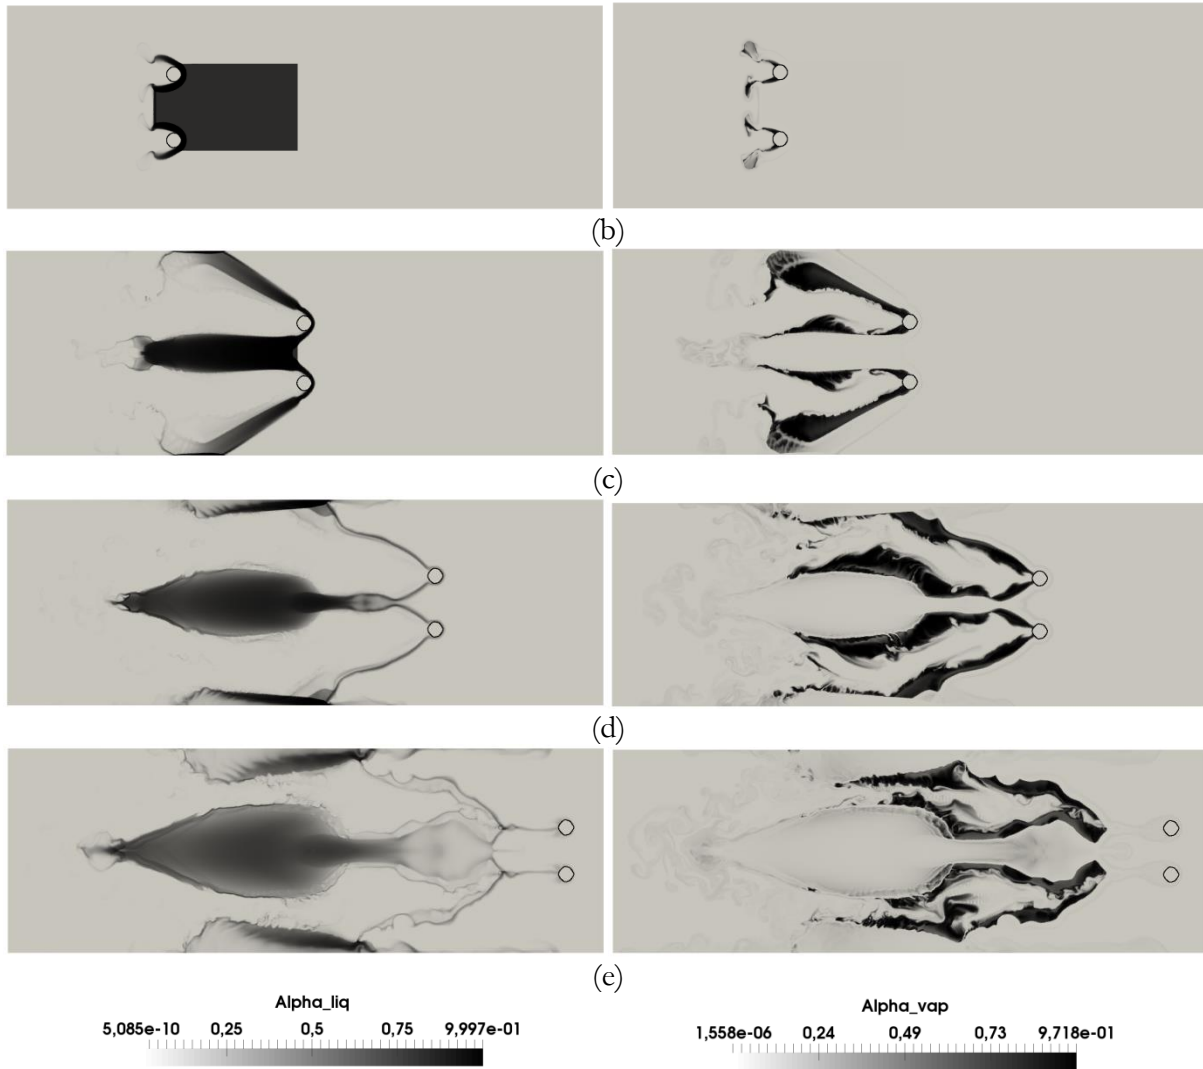 (b)
(c)
(d)
(e)
Alpha_liq
5,085e-10 0,25 0,5 0,75 9,997e-01
Alpha_vap
1,558e-06 0,24 0,49 0,73 9,718e-01